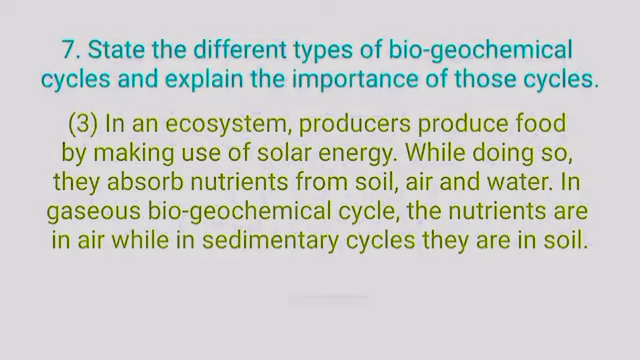 7. State the different types of bio-geochemical
cycles and explain the importance of those cycles.
(3) In an ecosystem, producers produce food
by making use of solar energy. While doing so,
they absorb nutrients from soil, air and water. In
gaseous bio-geochemical cycle, the nutrients are
in air while in sedimentary cycles they are in soil.